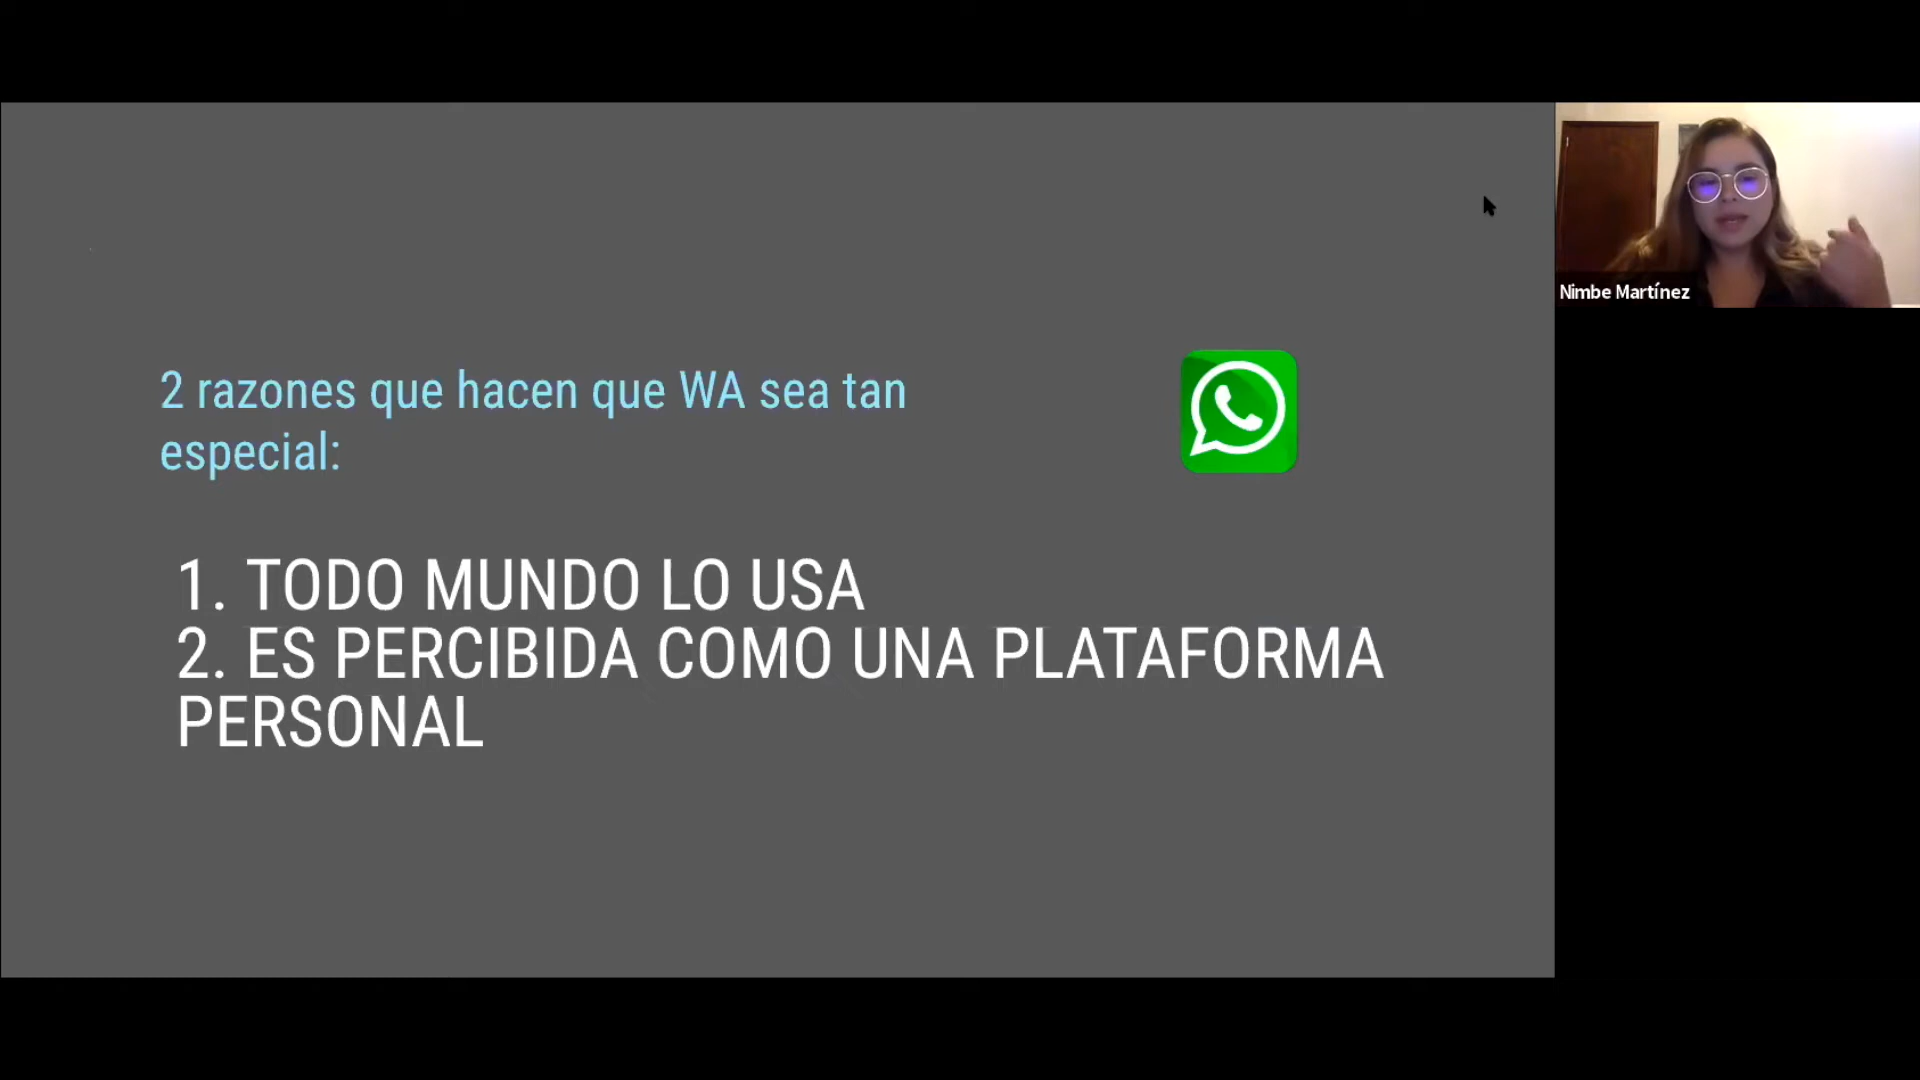 2 razones que hacen que WA sea tan
especial:
1. TODO MUNDO LO USA
2. ES PERCIBIDA COMO UNA PLATAFORMA
PERSONAL
Nimbe Martínez